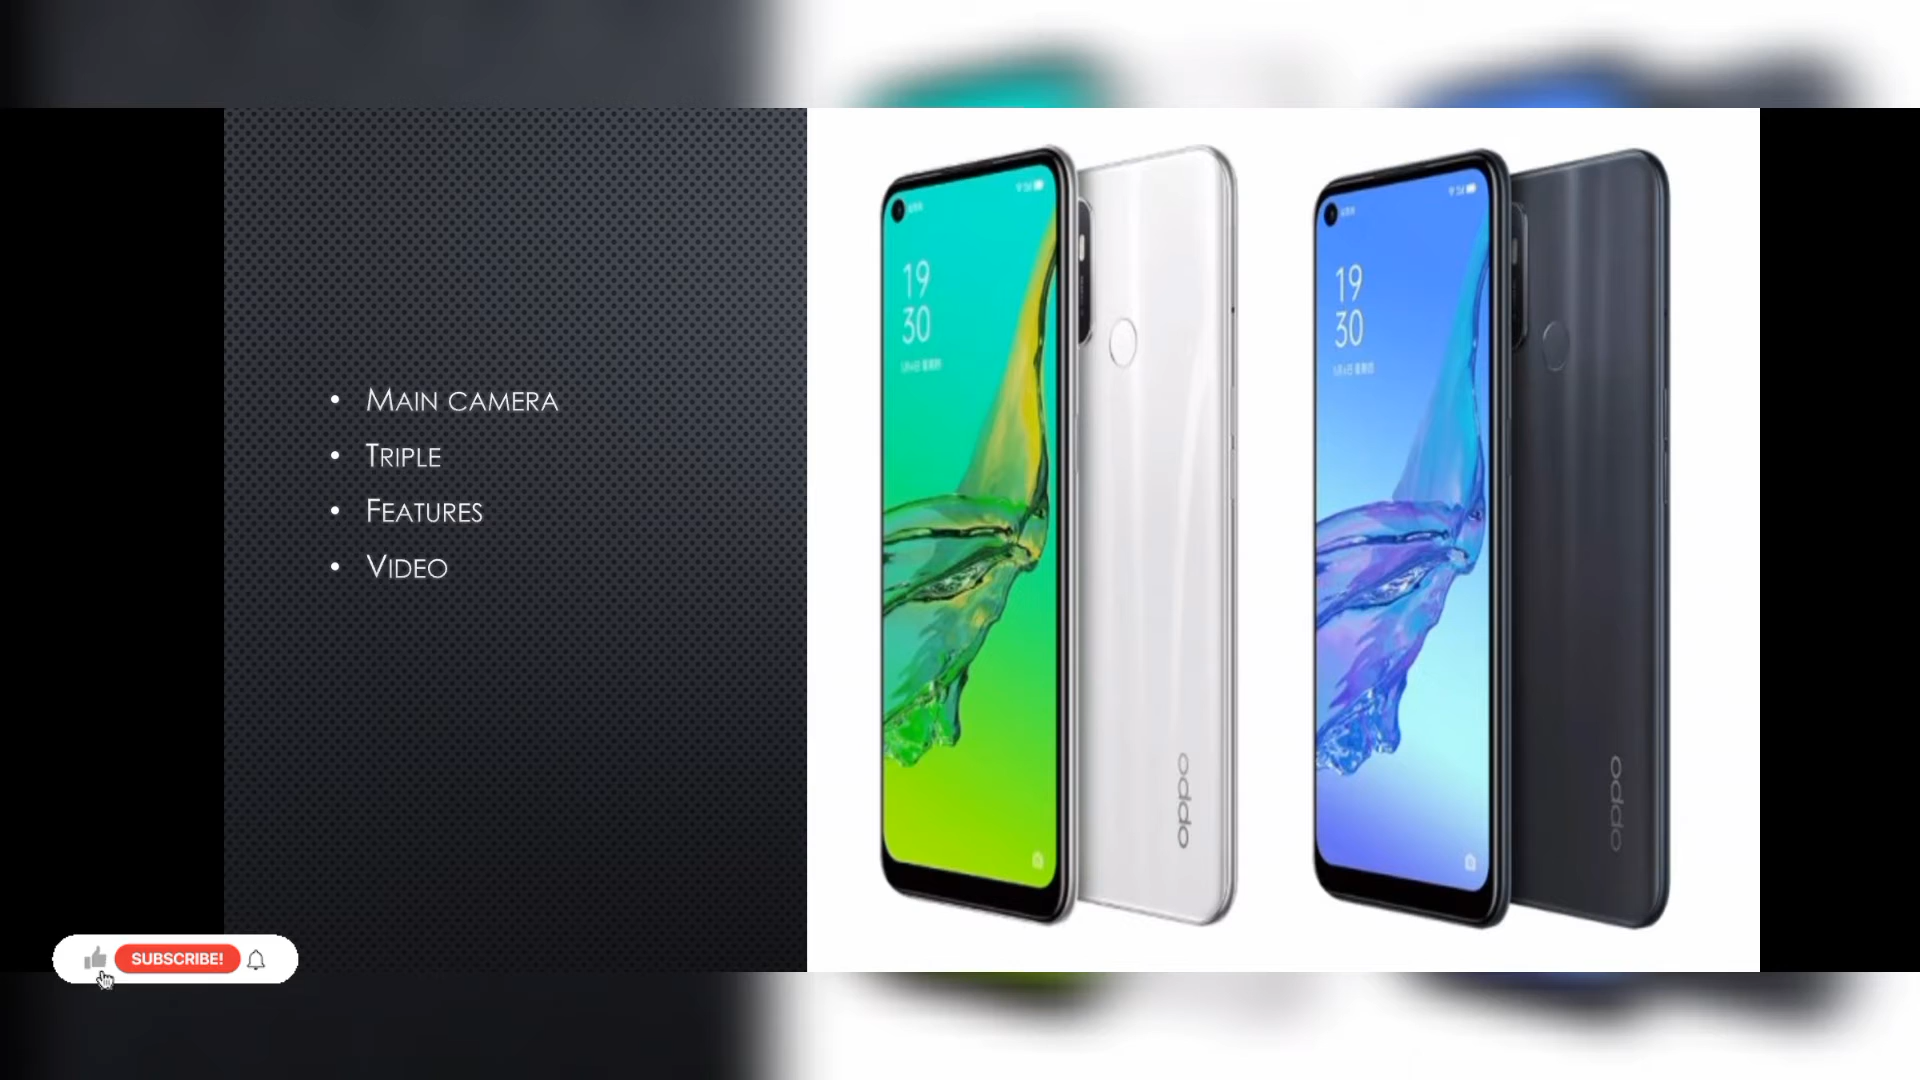 MAIN CAMERA
TRIPLE
FEATURES
VIDEO
19
30
oppo
19
30
oppo
SUBSCRIBE!